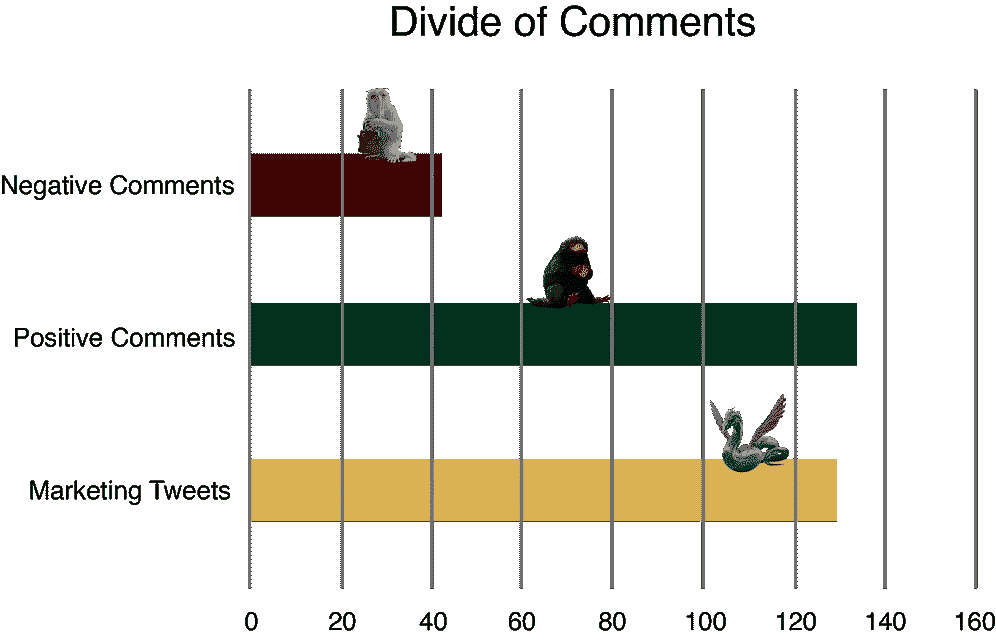 Divide of Comments
Negative Comments
Positive Comments
Marketing Tweets
0 20 40 60 80 100 120 140 160